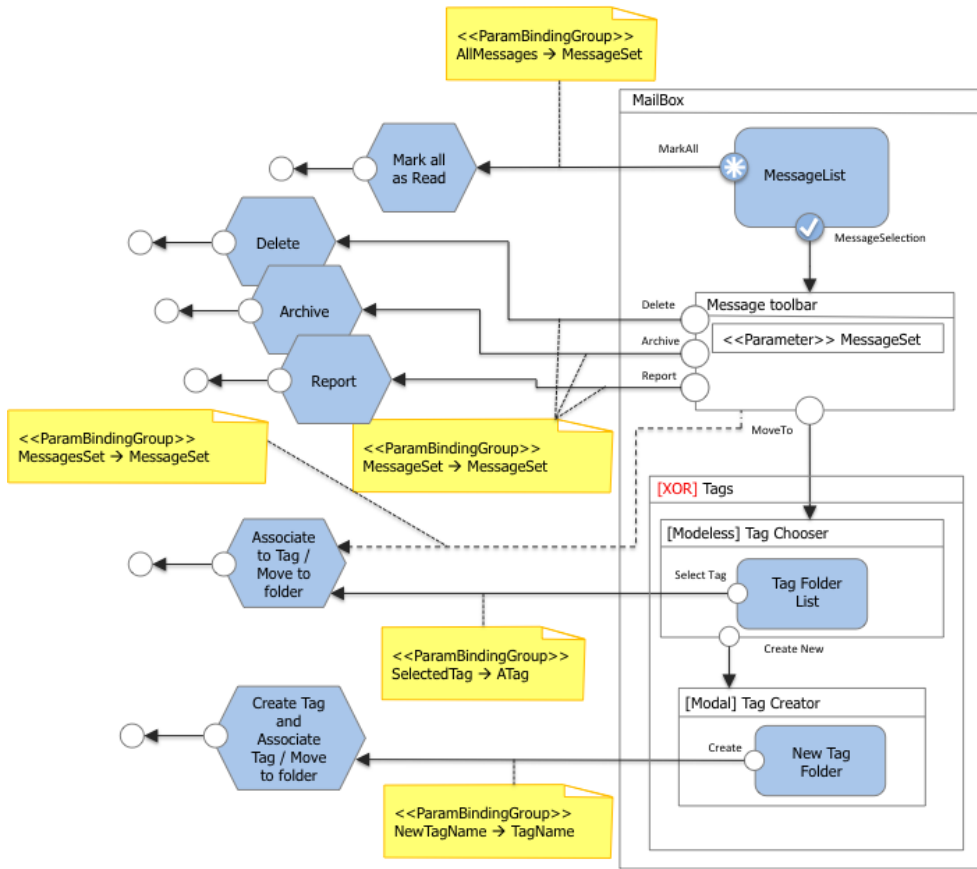 <<ParamBindingGroup>>
AllMessages → MessageSet
MailBox
MarkAll
Mark all
as Read
MessageList
MessageSelection
Delete
Delete
Message toolbar
Archive
Archive
<<Parameter>> MessageSet
Report
Report
<<ParamBindingGroup>>
MessagesSet → MessageSet
<<ParamBindingGroup>>
MessageSet → MessageSet
MoveTo
[XOR] Tags
[Modeless] Tag Chooser
Associate
to Tag /
Move to
folder
Select Tag
Tag Folder
List
Create New
<<ParamBindingGroup>>
SelectedTag → ATag
[Modal] Tag Creator
Create Tag
and
Associate
Tag / Move
to folder
Create
New Tag
Folder
<<ParamBindingGroup>>
NewTagName → TagName